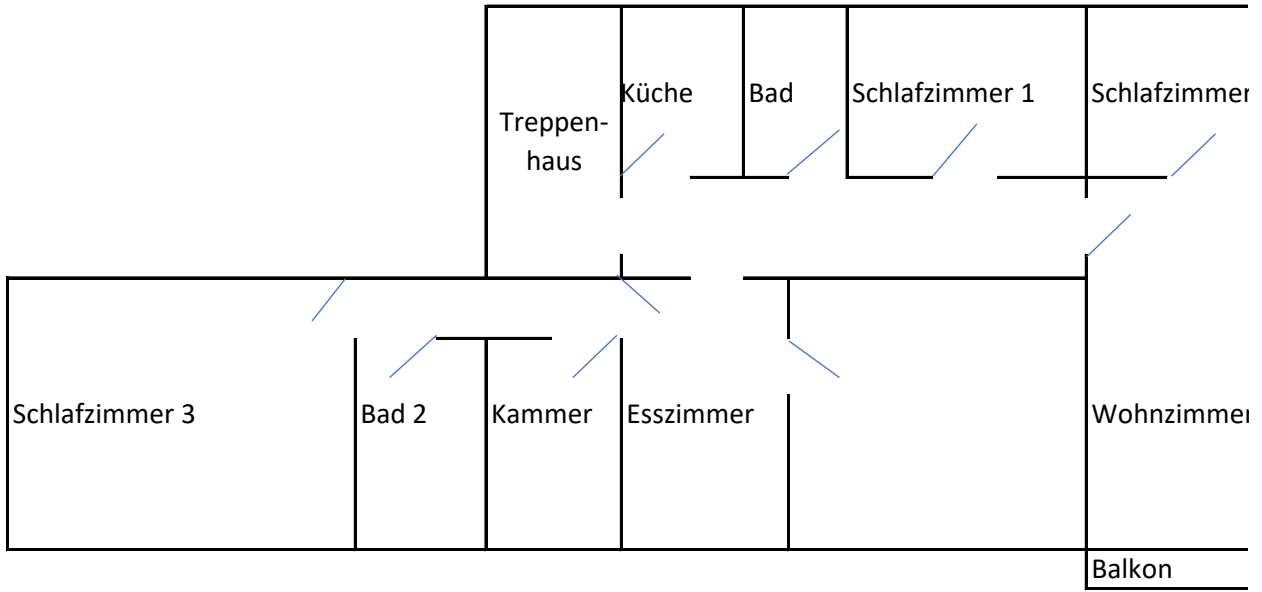 Küche
Bad
Schlafzimmer 1
Schlafzimmer
Treppen-
haus
Schlafzimmer 3
Bad 2
Kammer
Esszimmer
Wohnzimmer
Balkon